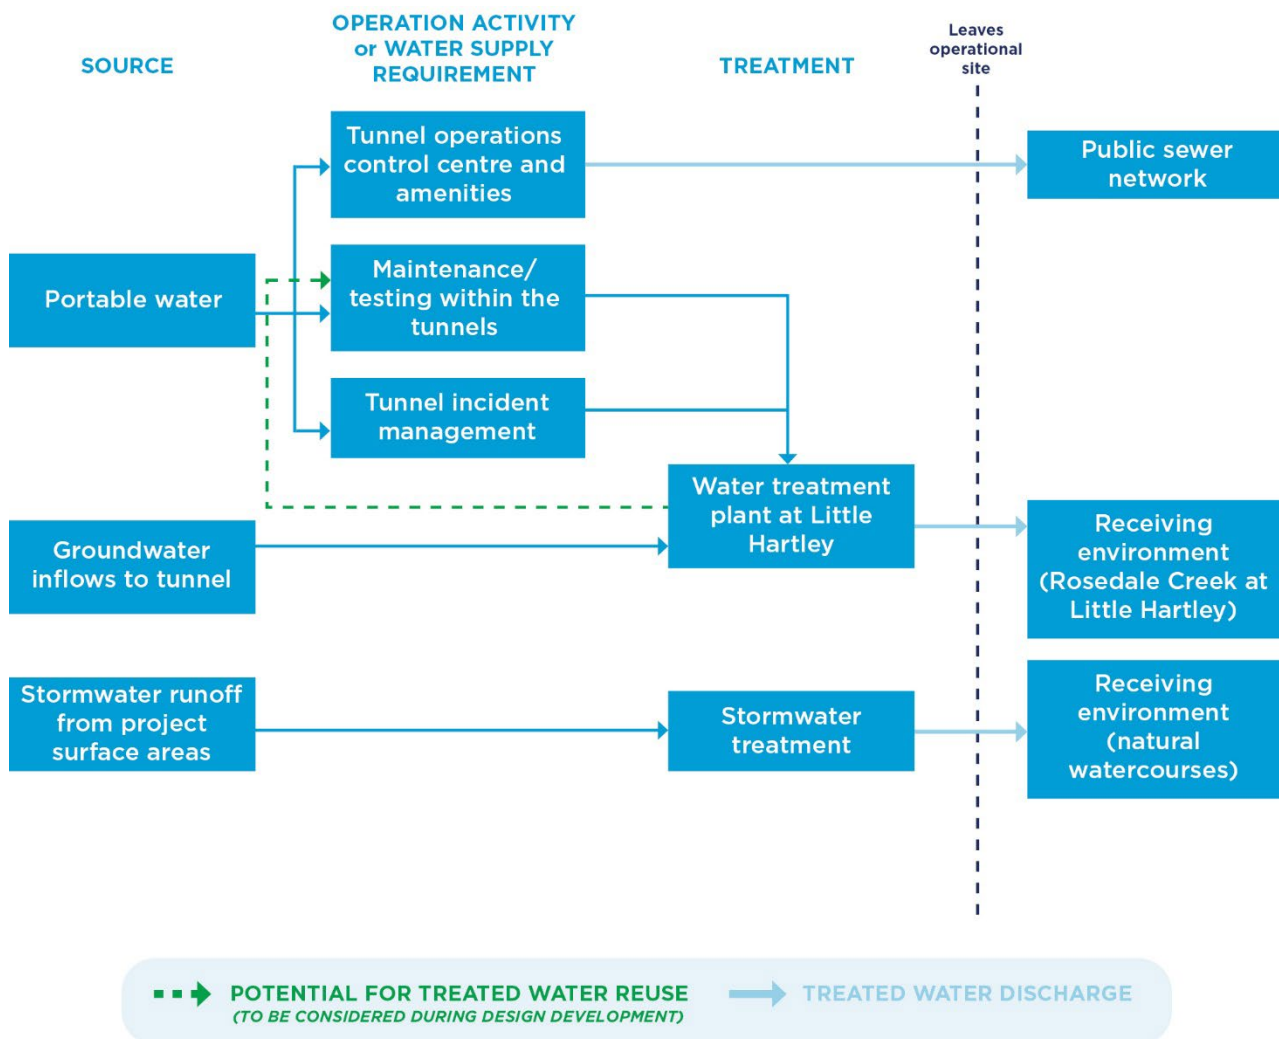 SOURCE
OPERATION ACTIVITY
or WATER SUPPLY
REQUIREMENT
TREATMENT
Leaves
operational
site
Tunnel operations
control centre and
amenities
Public sewer
network
Portable water
Maintenance/
testing within the
tunnels
Tunnel incident
management
Water treatment
plant at Little
Hartley
Groundwater
inflows to tunnel
Receiving
environment
(Rosedale Creek at
Little Hartley)
Stormwater runoff
from project
surface areas
Stormwater
treatment
Receiving
environment
(natural
watercourses)
POTENTIAL FOR TREATED WATER REUSE
(TO BE CONSIDERED DURING DESIGN DEVELOPMENT)
TREATED WATER DISCHARGE